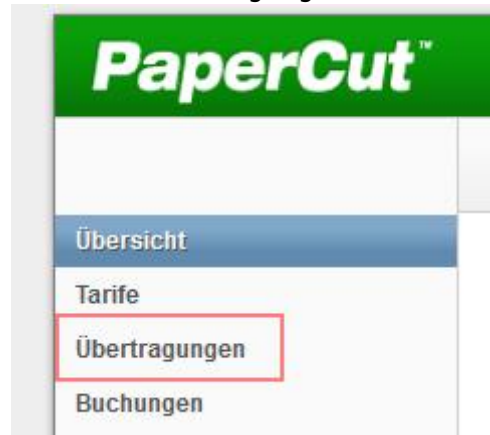 PaperCut™
Übersicht
Tarife
Übertragungen
Buchungen